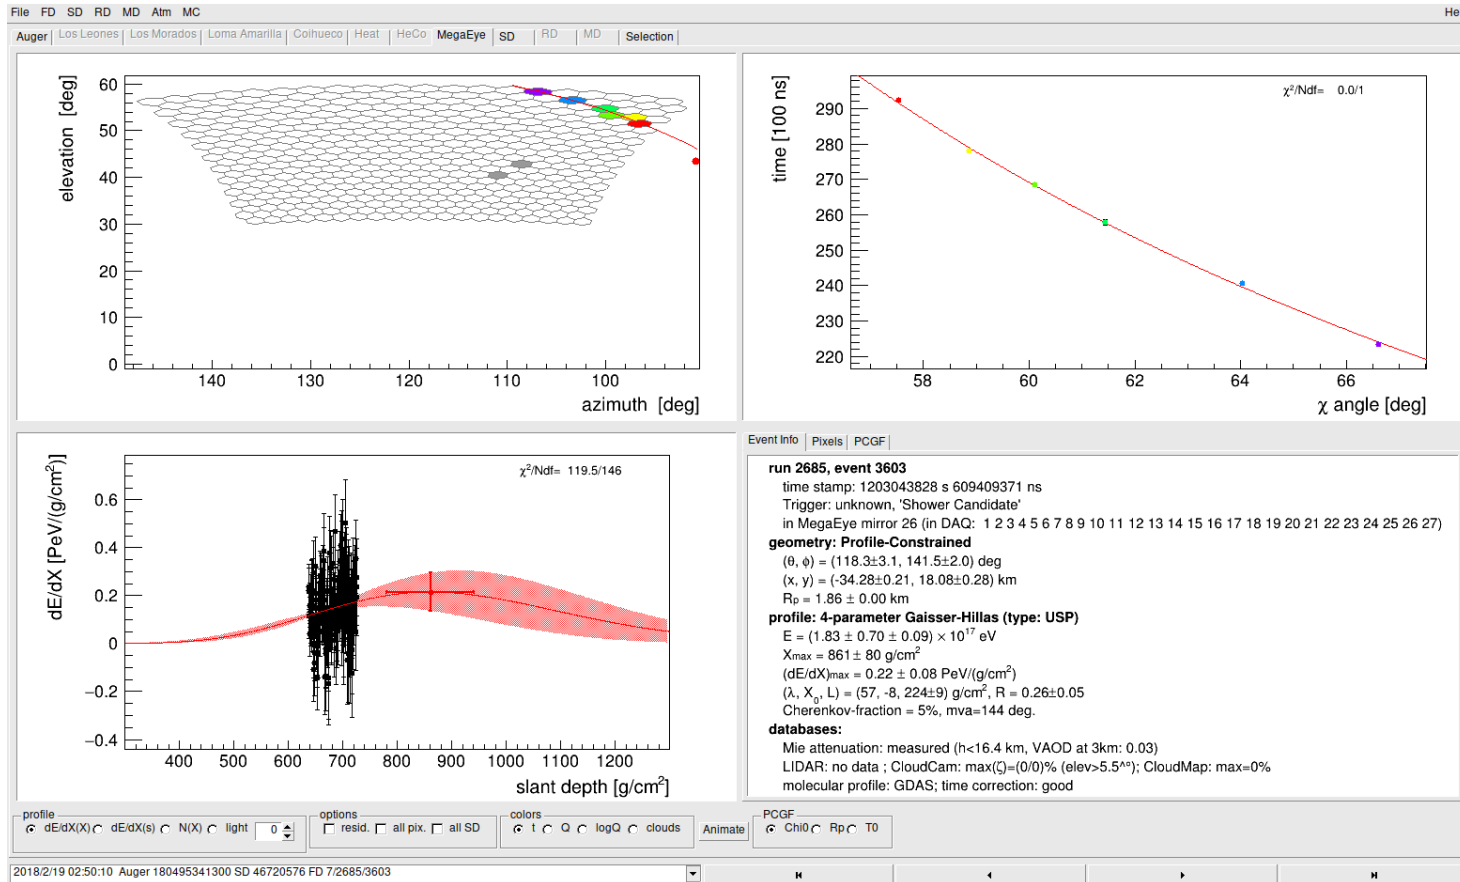 File FD SD RD MD Atm MC He
Auger Los Leones Los Morados Loma Amarilla Coihueco Heat HeCo MegaEye SD RD MD Selection
elevation [deg]
60
50
40
30
20
10
0
140 130 120 110 100
azimuth [deg]
time [100 ns]
χ²/Ndf= 0.0/1
290
280
270
260
250
240
230
220
58 60 62 64 66
χ angle [deg]
dE/dX [PeV/(g/cm²)]
χ²/Ndf= 119.5/146
0.6
0.4
0.2
0
−0.2
−0.4
400 500 600 700 800 900 1000 1100 1200
slant depth [g/cm²]
Event Info Pixels PCGF
run 2685, event 3603
time stamp: 1203043828 s 609409371 ns
Trigger: unknown, 'Shower Candidate'
in MegaEye mirror 26 (in DAQ: 1 2 3 4 5 6 7 8 9 10 11 12 13 14 15 16 17 18 19 20 21 22 23 24 25 26 27)
geometry: Profile-Constrained
(θ, ϕ) = (118.3±3.1, 141.5±2.0) deg
(x, y) = (-34.28±0.21, 18.08±0.28) km
Rp = 1.86 ± 0.00 km
profile: 4-parameter Gaisser-Hillas (type: USP)
E = (1.83 ± 0.70 ± 0.09) × 10¹⁷ eV
Xmax = 861± 80 g/cm²
(dE/dX)max = 0.22 ± 0.08 PeV/(g/cm²)
(λ, X₀, L) = (57, -8, 224±9) g/cm², R = 0.26±0.05
Cherenkov-fraction = 5%, mva=144 deg.
databases:
Mie attenuation: measured (h<16.4 km, VAOD at 3km: 0.03)
LIDAR: no data ; CloudCam: max(ζ)=(0/0)% (elev>5.5^°); CloudMap: max=0%
molecular profile: GDAS; time correction: good
profile options colors PCGF
dE/dX(X) dE/dX(s) N(X) light 0 resid. all pix. all SD t Q logQ clouds Animate Chi0 Rp T0
2018/2/19 02:50:10 Auger 180495341300 SD 46720576 FD 7/2685/3603